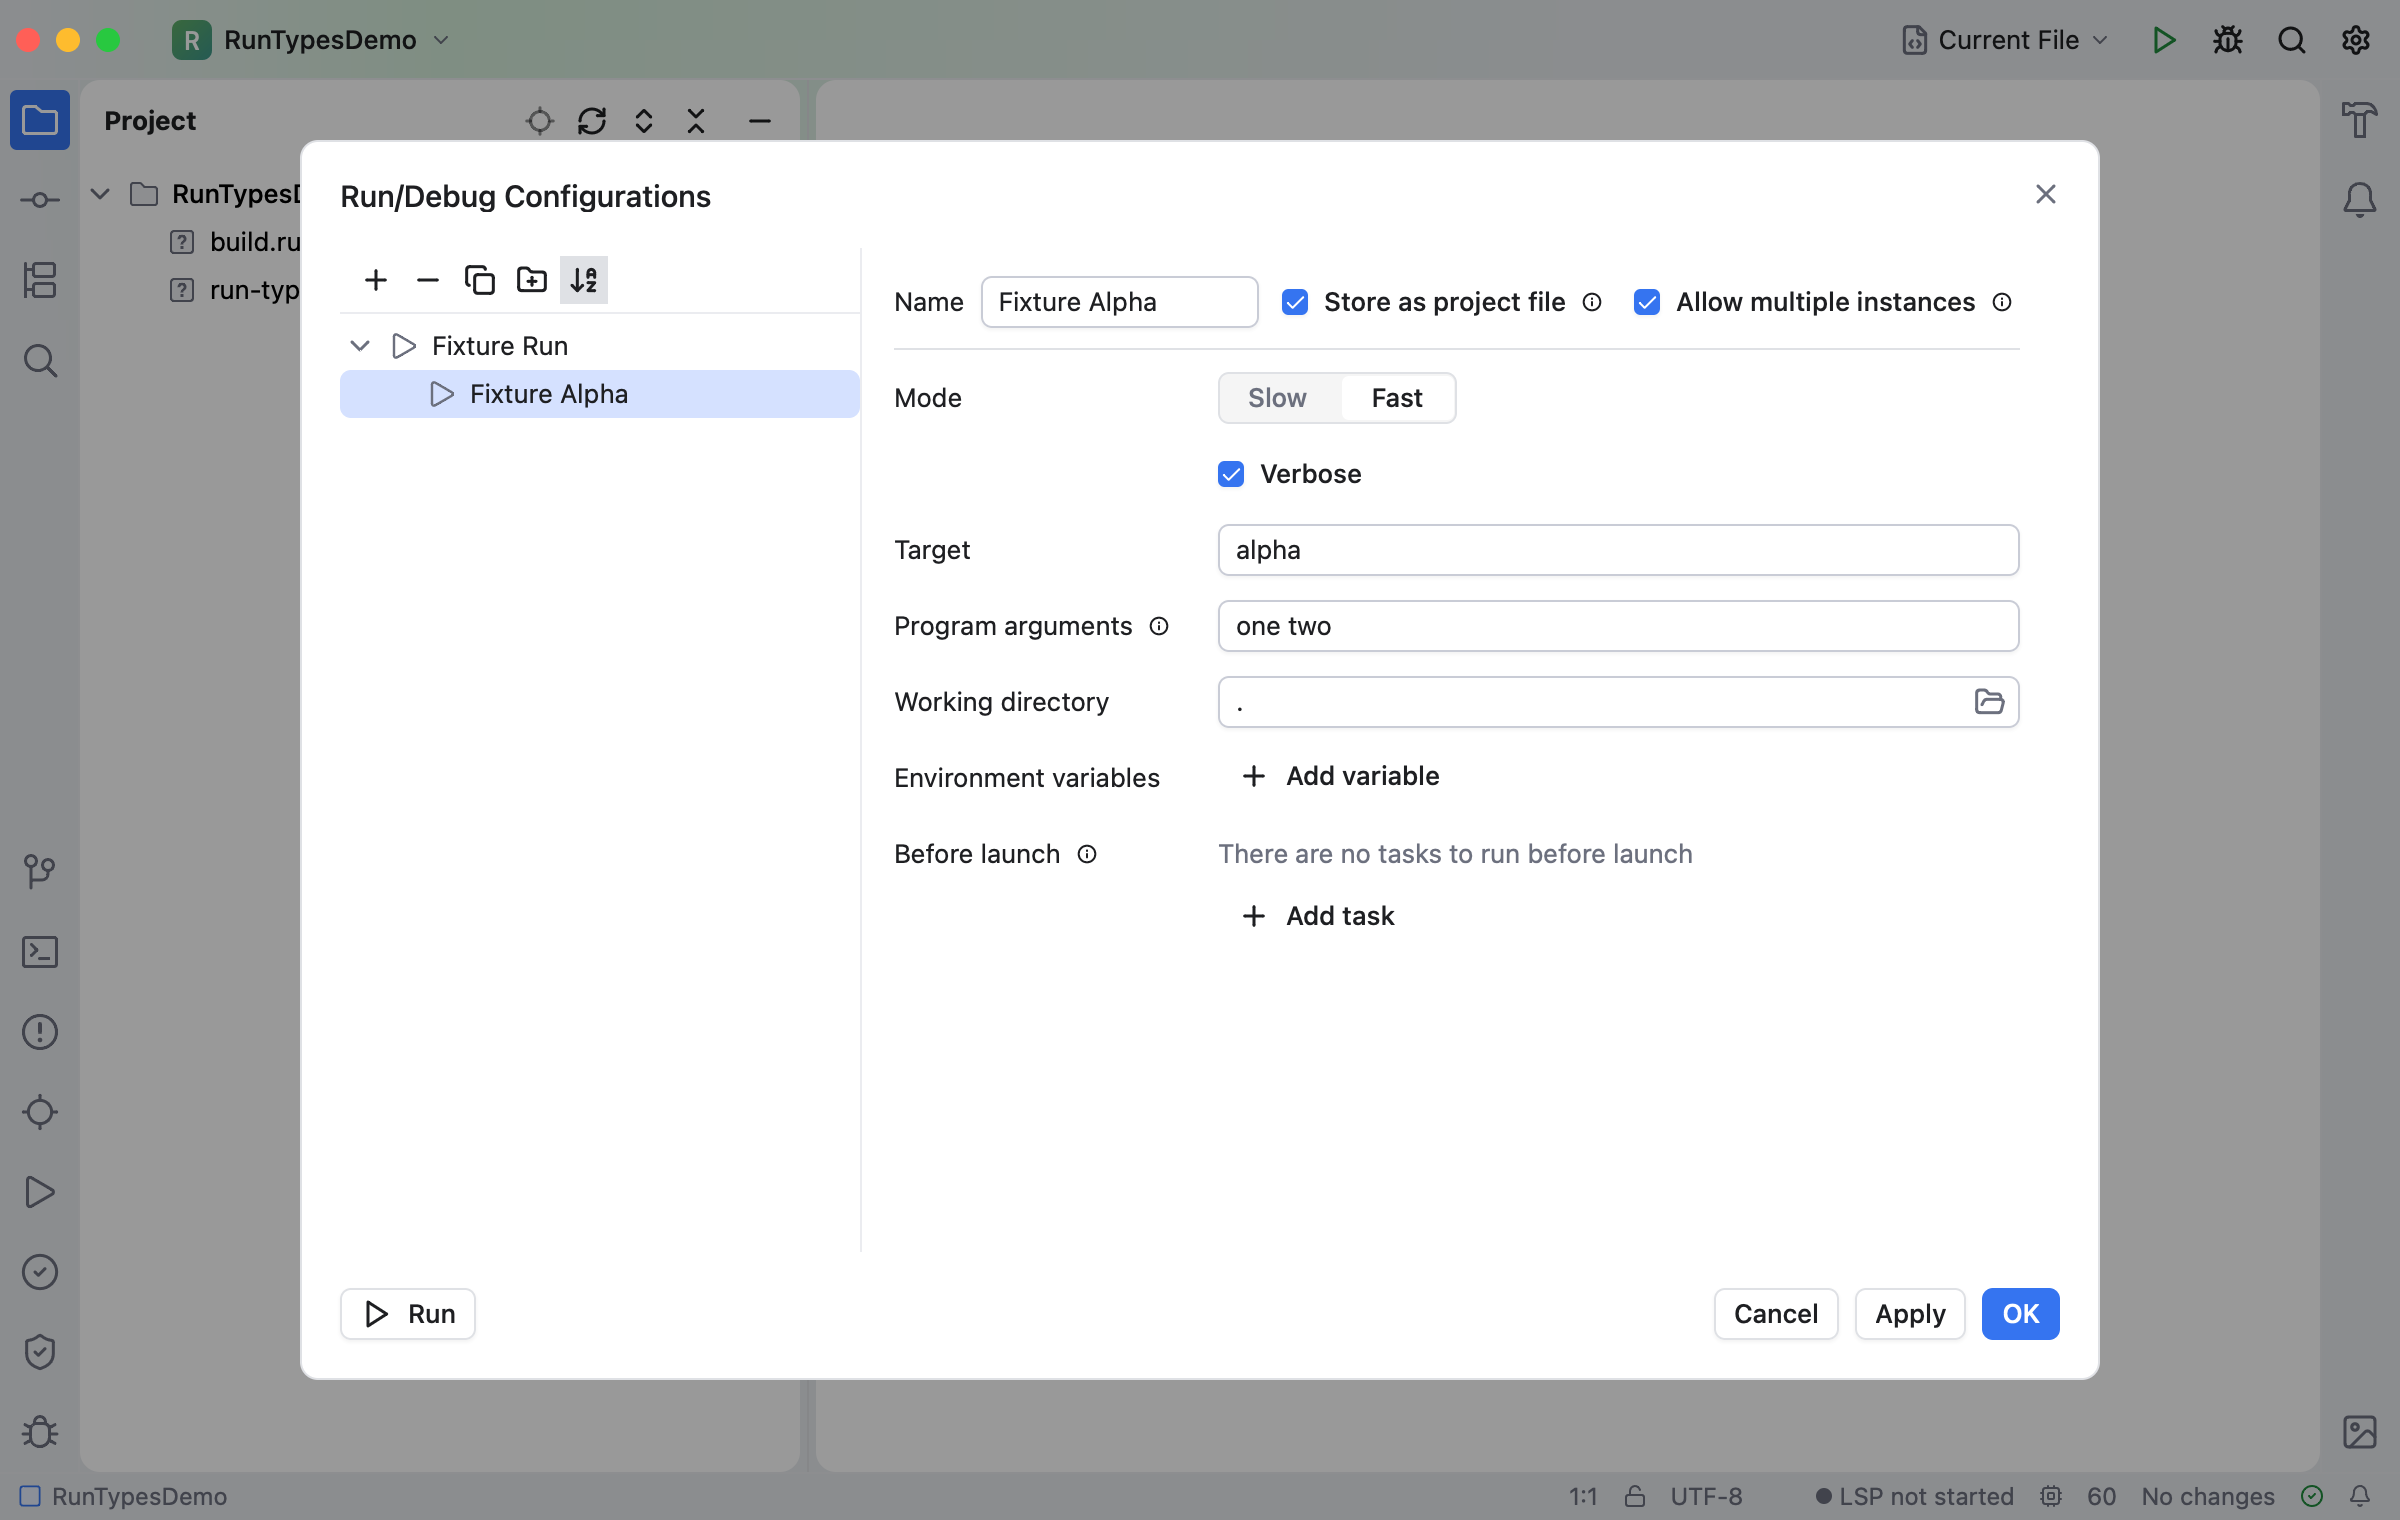 R RunTypesDemo
Current File
Project
RunTypesD
build.ru
run-typ
Run/Debug Configurations
Fixture Run
Fixture Alpha
Name Fixture Alpha Store as project file Allow multiple instances
Mode Slow Fast
Verbose
Target alpha
Program arguments one two
Working directory .
Environment variables Add variable
Before launch There are no tasks to run before launch
Add task
Run
Cancel Apply OK
RunTypesDemo
1:1 UTF-8 LSP not started 60 No changes